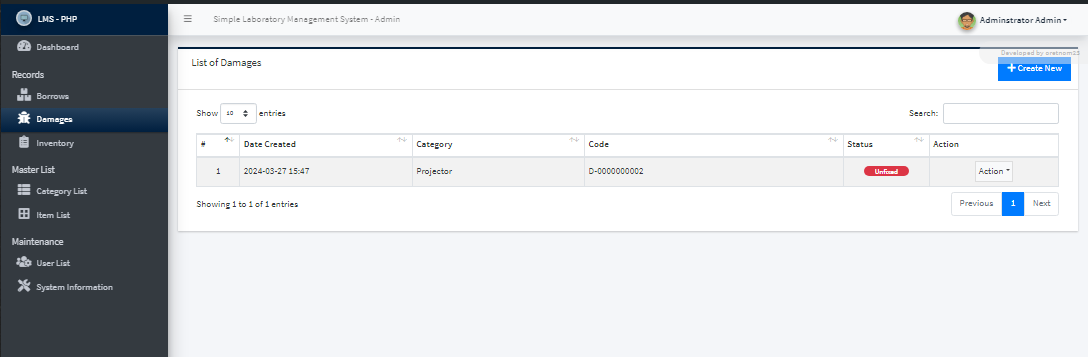 LMS - PHP
Simple Laboratory Management System - Admin
Adminstrator Admin
Dashboard
Records
Borrows
Damages
Inventory
Master List
Category List
Item List
Maintenance
User List
System Information
Developed by oretnom23
List of Damages
Create New
Show 10 entries
Search:
# Date Created Category Code Status Action
1 2024-03-27 15:47 Projector D-0000000002 Unfixed Action
Showing 1 to 1 of 1 entries
Previous 1 Next